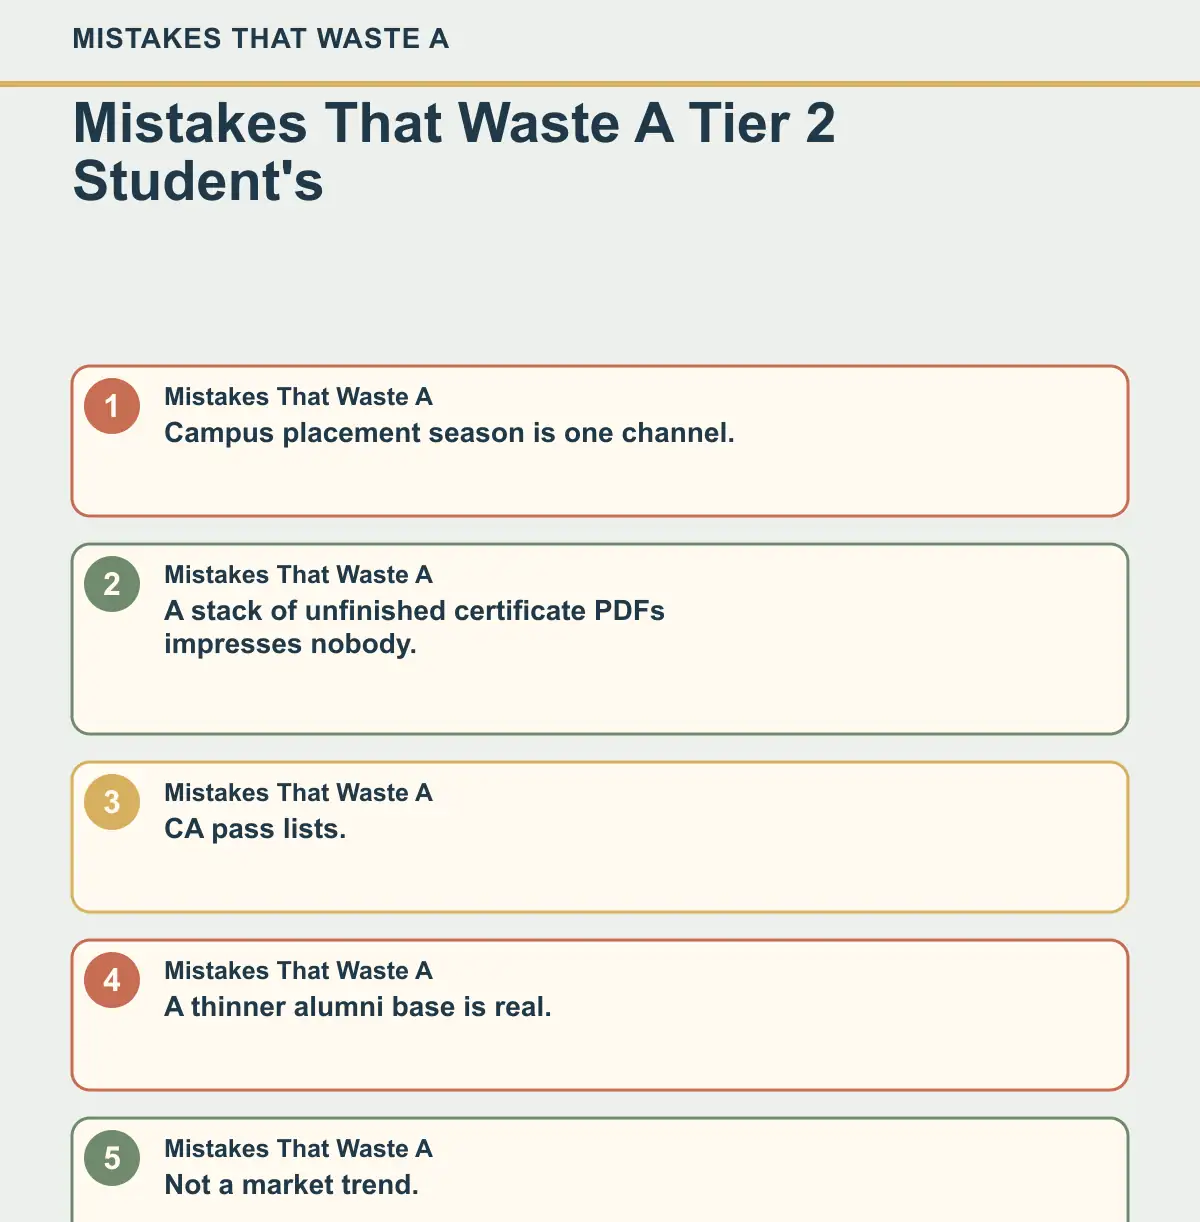 MISTAKES THAT WASTE A
Mistakes That Waste A Tier 2
Student's
1
Mistakes That Waste A
Campus placement season is one channel.
2
Mistakes That Waste A
A stack of unfinished certificate PDFs
impresses nobody.
3
Mistakes That Waste A
CA pass lists.
4
Mistakes That Waste A
A thinner alumni base is real.
5
Mistakes That Waste A
Not a market trend.